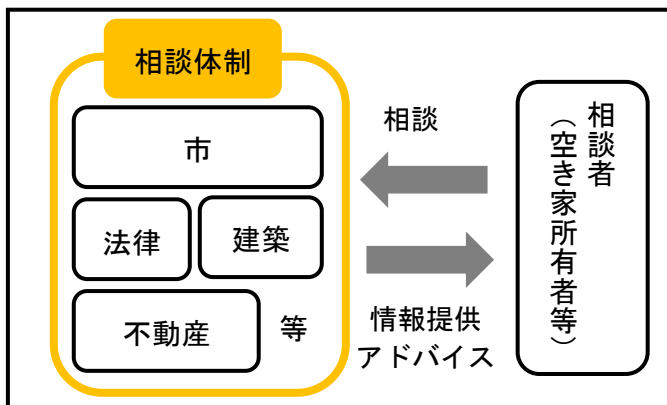 相談体制
市
法律
建築
不動産
等
相談
情報提供
アドバイス
相談者
（空き家所有者等）